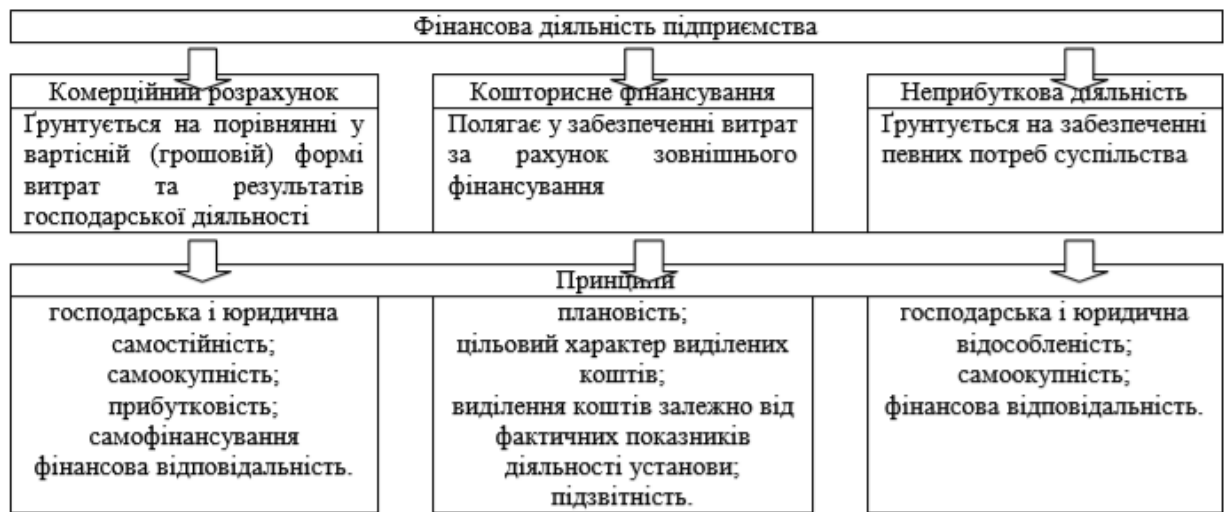 Фінансова діяльність підприємства
Комерційний розрахунок
Ґрунтується на порівнянні у
вартісній (грошовій) формі
витрат та результатів
господарської діяльності
Кошторисне фінансування
Полягає у забезпеченні витрат
за рахунок зовнішнього
фінансування
Неприбуткова діяльність
Ґрунтується на забезпеченні
певних потреб суспільства
Принципи
господарська і юридична
самостійність;
самоокупність;
прибутковість;
самофінансування
фінансова відповідальність.
плановість;
цільовий характер виділених
коштів;
виділення коштів залежно від
фактичних показників
діяльності установи;
підзвітність.
господарська і юридична
відособленість;
самоокупність;
фінансова відповідальність.